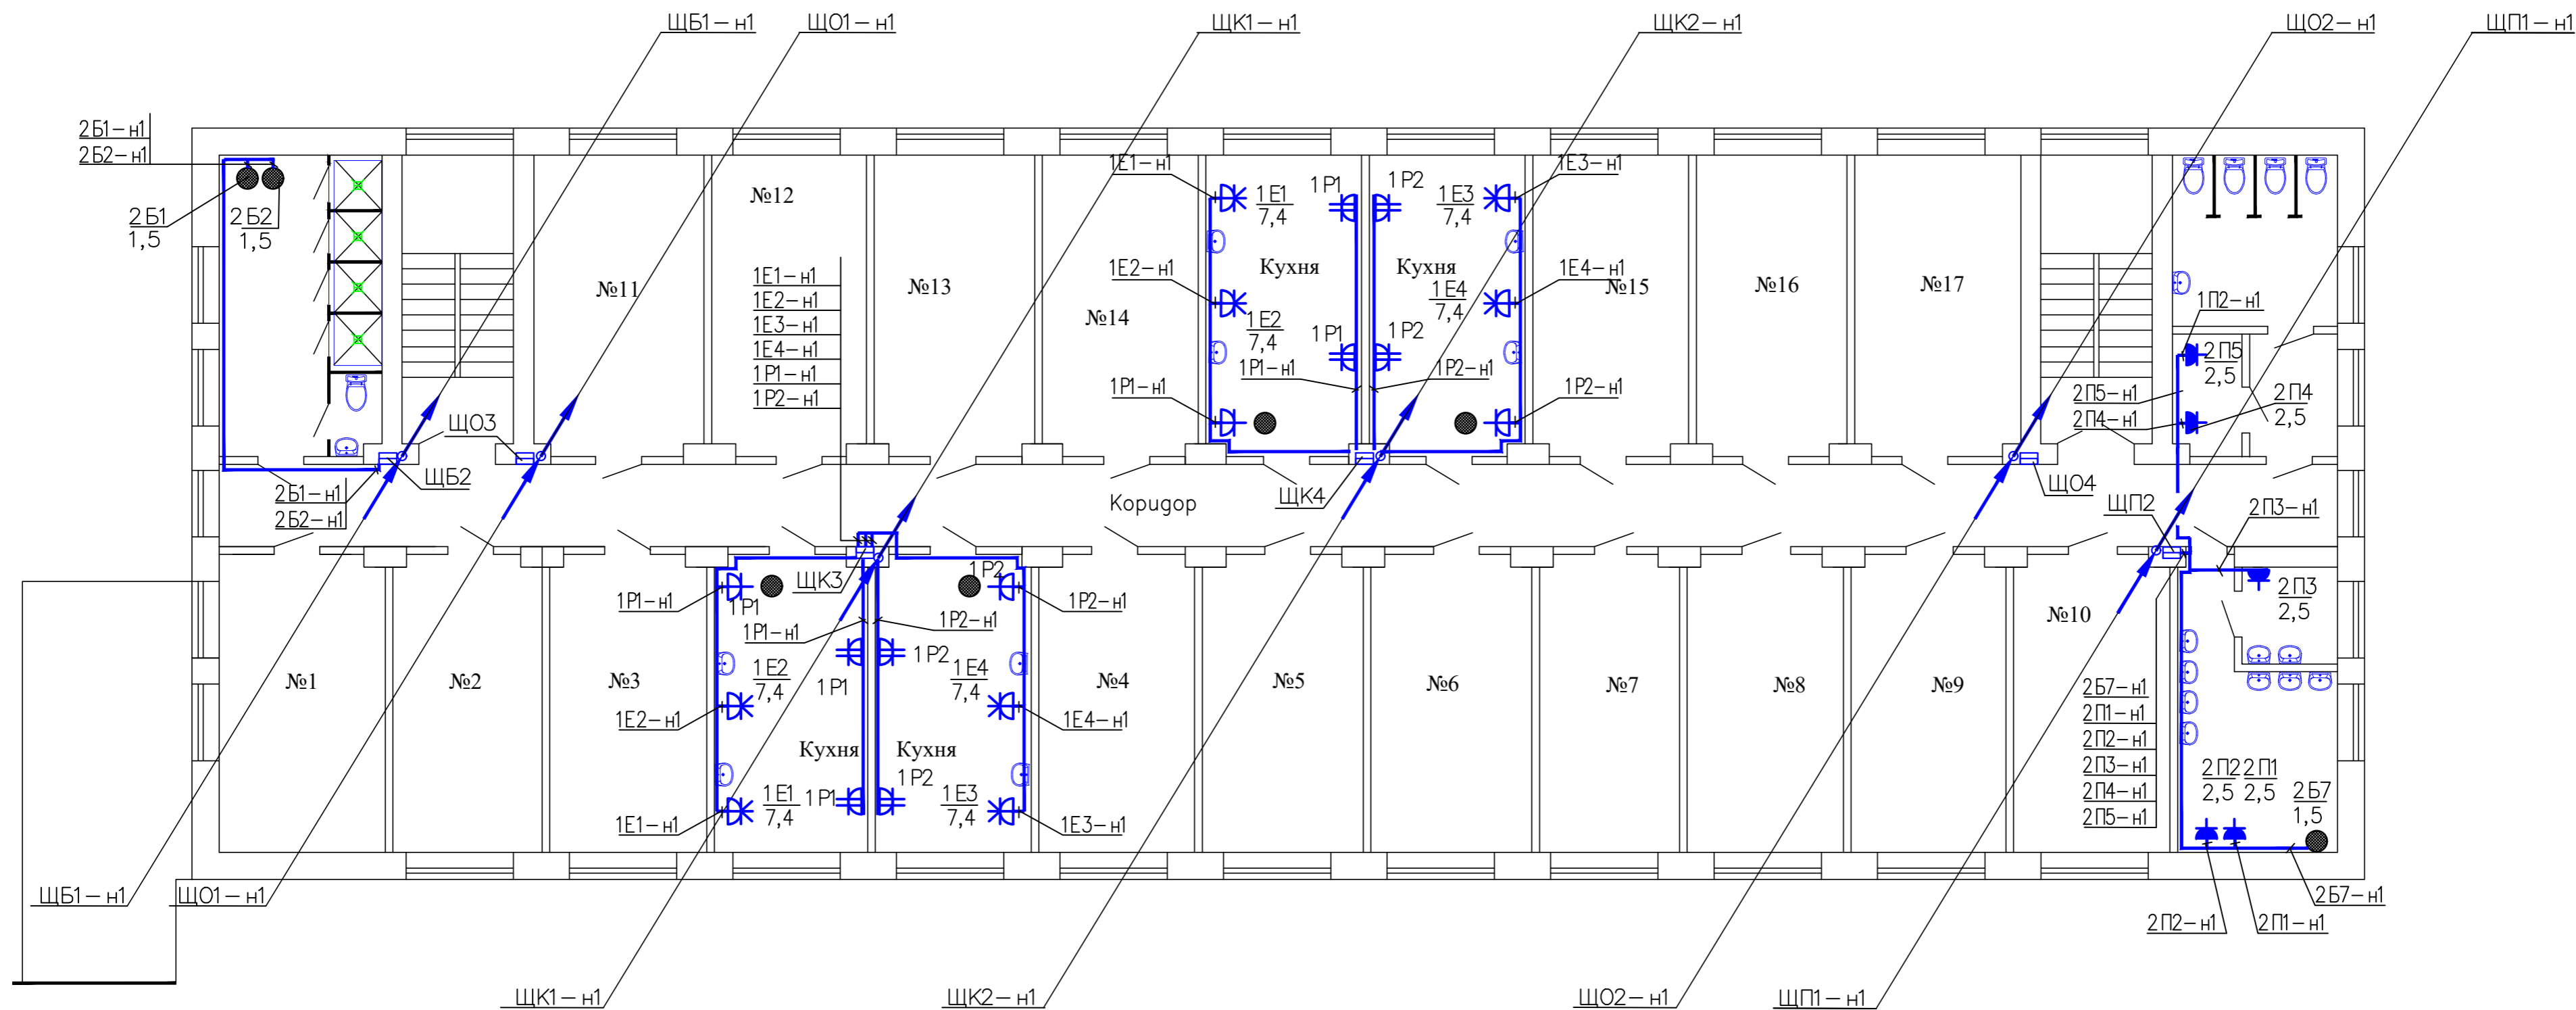 ЩБ1-н1
ЩО1-н1
ЩК1-н1
ЩК2-н1
ЩО2-н1
ЩП1-н1
2Б1-н1
2Б2-н1
2Б1
1,5
2Б2
1,5
№11
№12
№13
№14
№15
№16
№17
1Е1-н1
1Е1
7,4
1Р1
1Р2
1Е3
7,4
1Е3-н1
1Е2-н1
Кухня
Кухня
1Е4-н1
1Е2
7,4
1Р1
1Р2
1Е4
7,4
1Р1-н1
1Р1-н1
1Р2-н1
1Р2-н1
1Е1-н1
1Е2-н1
1Е3-н1
1Е4-н1
1Р1-н1
1Р2-н1
1П2-н1
2П5
2,5
2П5-н1
2П4-н1
2П4
2,5
ЩО3
ЩБ2
2Б1-н1
2Б2-н1
Коридор
ЩК4
ЩО4
ЩП2
2П3-н1
ЩК3
1Р1-н1
1Р1
1Р1-н1
1Р2
1Р2-н1
1Р2-н1
2П3
2,5
№1
№2
№3
№4
№5
№6
№7
№8
№9
№10
1Е2
7,4
1Р1
1Р2
1Е4
7,4
1Е2-н1
1Е4-н1
Кухня
Кухня
1Е1
7,4
1Р1
1Р2
1Е3
7,4
1Е1-н1
1Е3-н1
2Б7-н1
2П1-н1
2П2-н1
2П3-н1
2П4-н1
2П5-н1
2П2
2,5
2П1
2,5
2Б7
1,5
2Б7-н1
2П2-н1
2П1-н1
ЩБ1-н1
ЩО1-н1
ЩК1-н1
ЩК2-н1
ЩО2-н1
ЩП1-н1